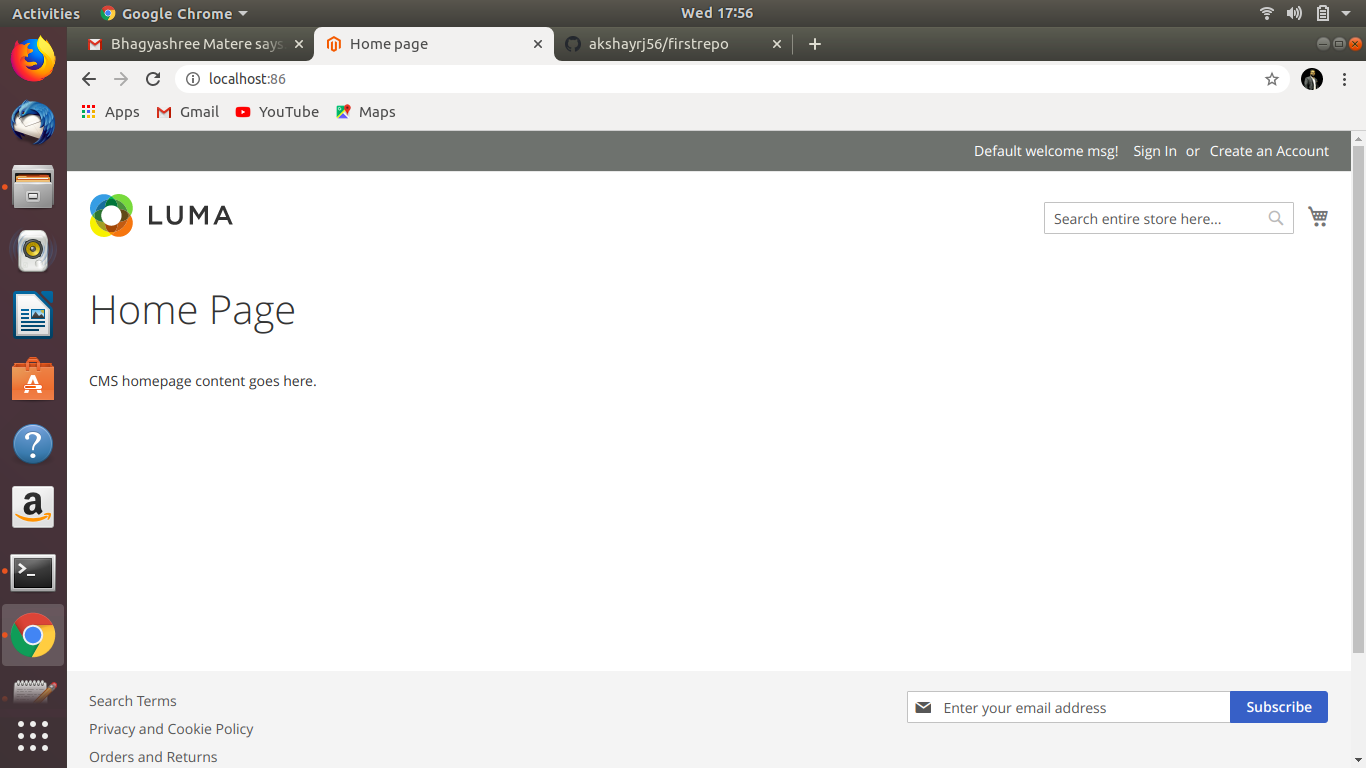 Activities Google Chrome Wed 17:56
Bhagyashree Matere says Home page akshayrj56/firstrepo
localhost:86
Apps Gmail YouTube Maps
Default welcome msg! Sign In or Create an Account
LUMA
Search entire store here...
Home Page
CMS homepage content goes here.
Search Terms
Enter your email address Subscribe
Privacy and Cookie Policy
Orders and Returns